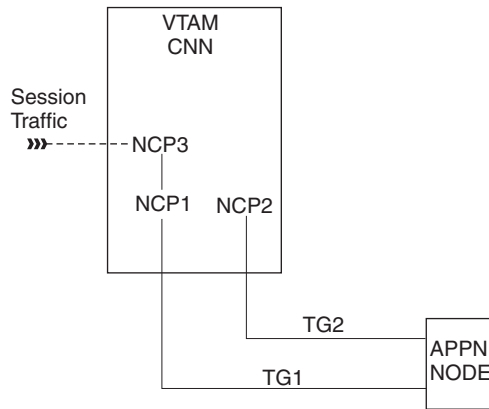 VTAM
CNN
Session
Traffic
NCP3
NCP1
NCP2
TG2
TG1
APPN
NODE